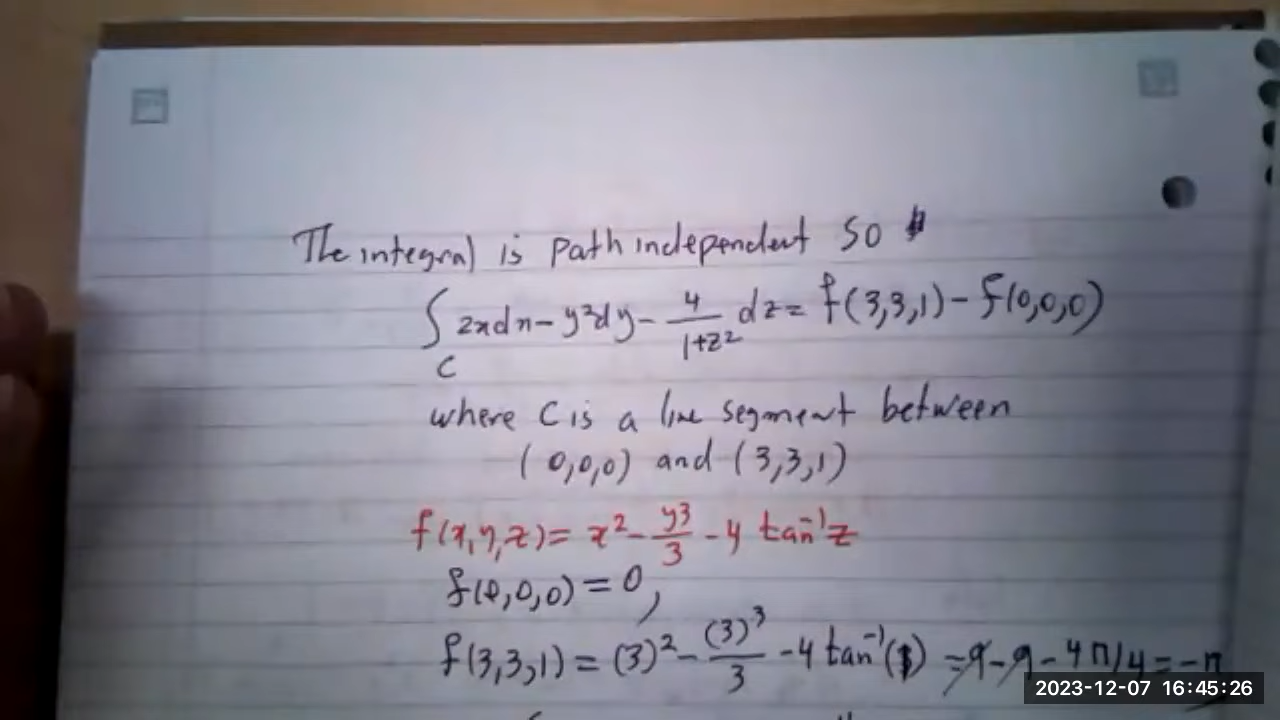 The integral is path independent so
∫_C 2xdx - y²dy - 4/(1+z²) dz = f(3,3,1) - f(0,0,0)
where C is a line segment between
(0,0,0) and (3,3,1)
f(x,y,z) = x² - y³/3 - 4 tan⁻¹z
f(0,0,0) = 0,
f(3,3,1) = (3)² - (3)³/3 - 4 tan⁻¹(1) = 9 - 9 - 4π/4 = -π
2023-12-07 16:45:26